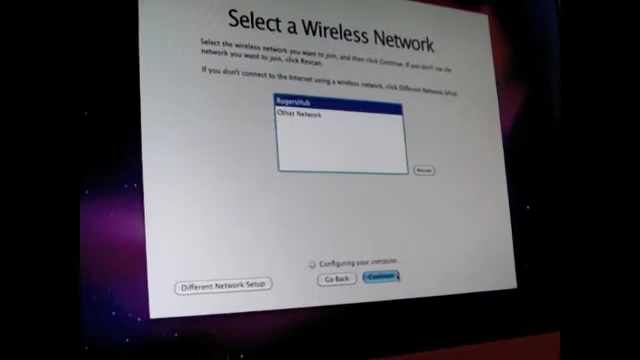 Select a Wireless Network
Select the wireless network you want to join, and then click Continue. If you don't see the
network you want to join, click Rescan.
If you don't connect to the Internet using a wireless network, click Different Network Setup.
RogersHub
Other Network
Rescan
Configuring your computer...
Different Network Setup
Go Back
Continue